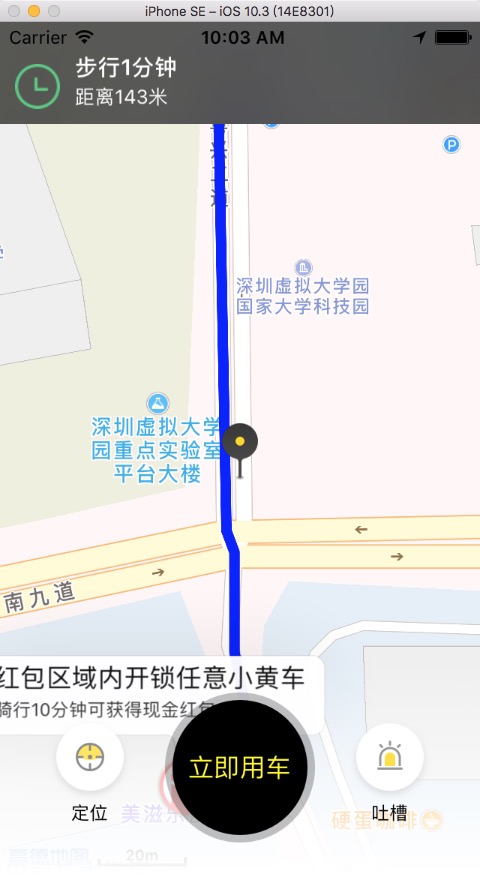 iPhone SE – iOS 10.3 (14E8301)
Carrier 10:03 AM
步行1分钟
距离143米
P
深圳虚拟大学园
国家大学科技园
深圳虚拟大学
园重点实验室
平台大楼
南九道
红包区域内开锁任意小黄车
骑行10分钟可获得现金红包
立即用车
定位
吐槽
美滋
硬蛋咖啡
高德地图
20m